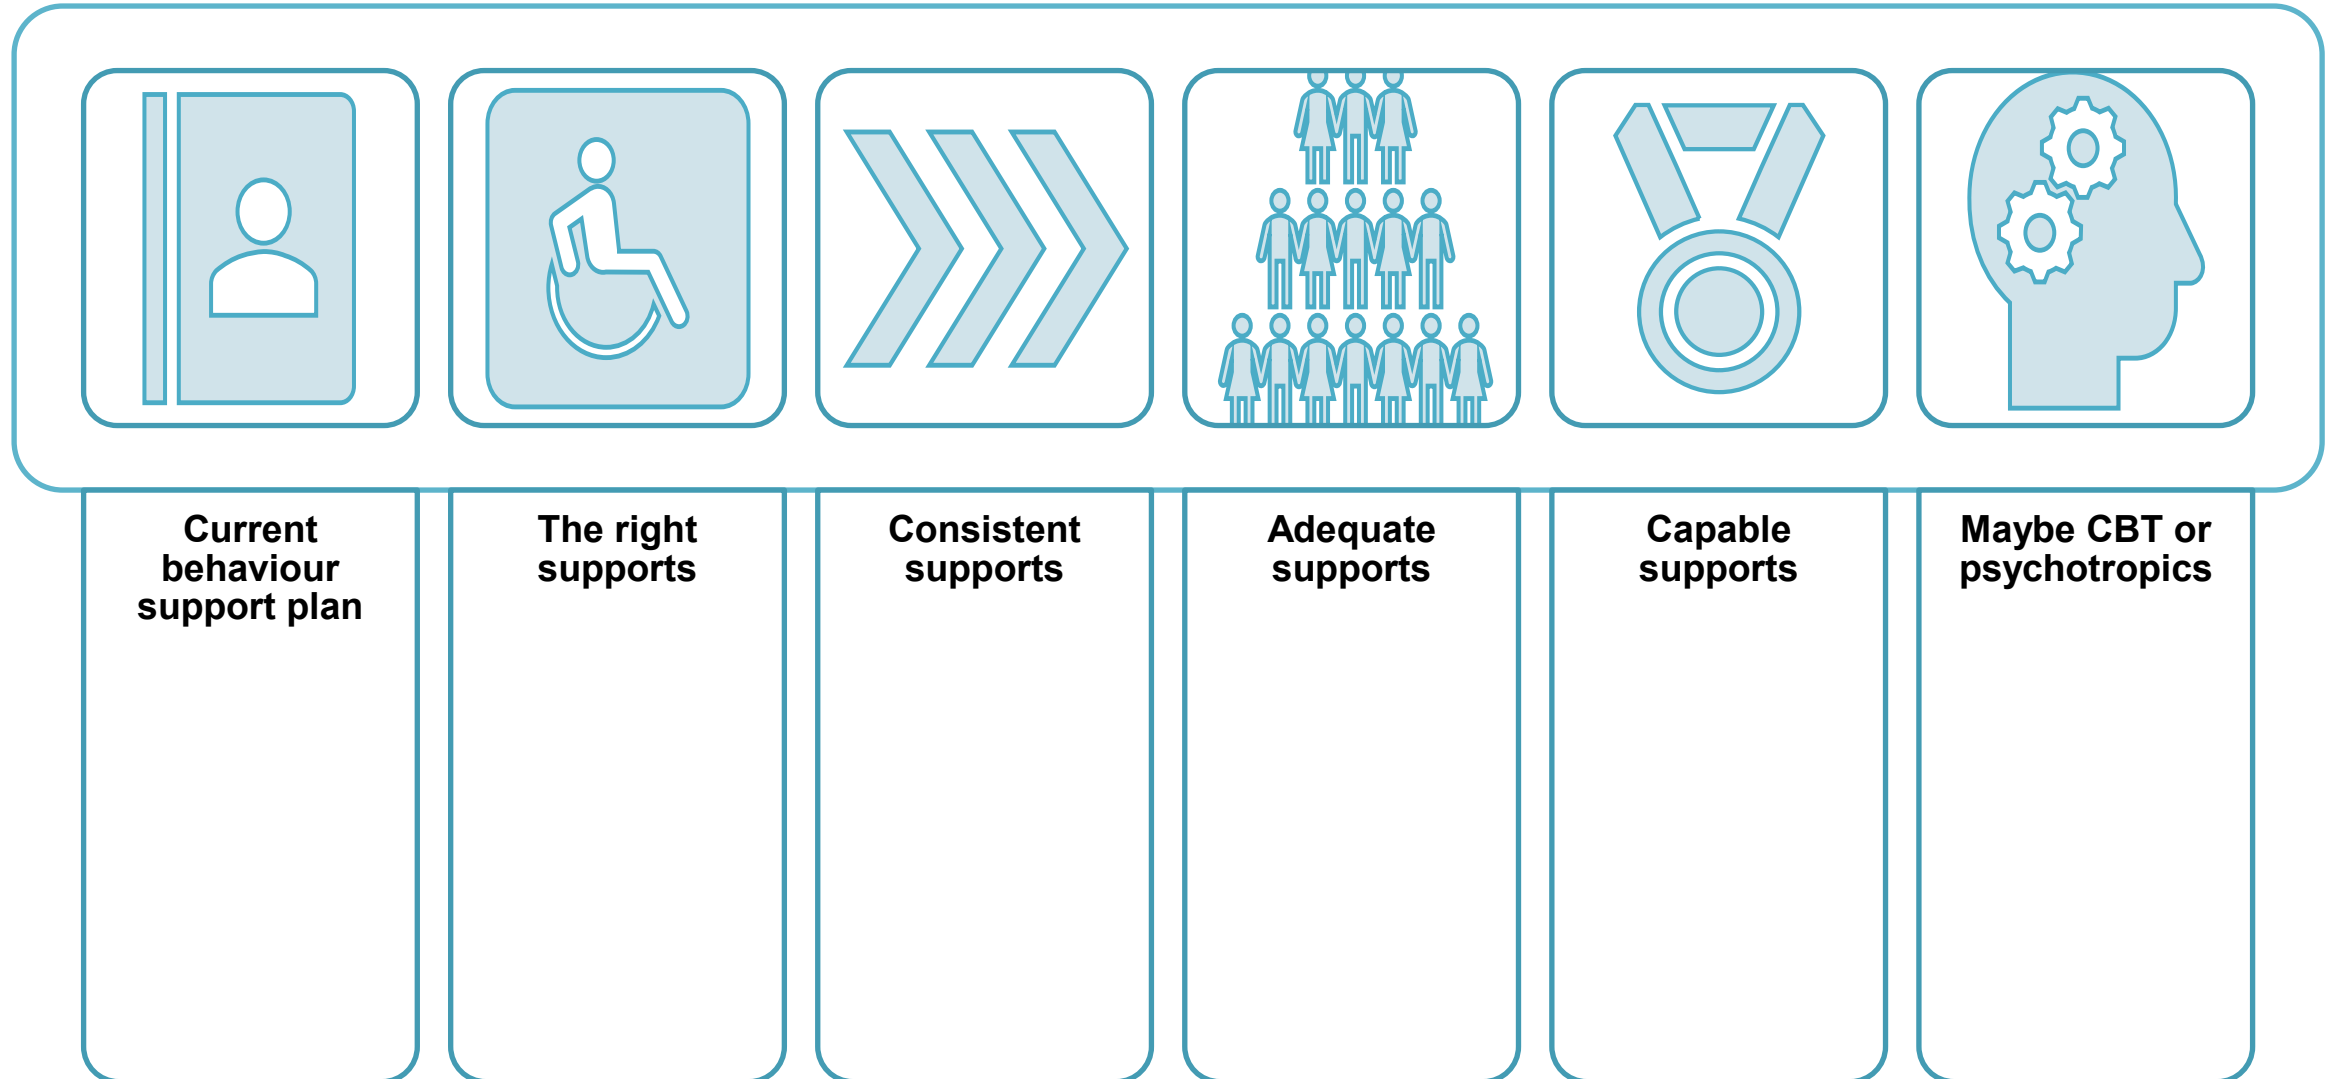 Current
behaviour
support plan
The right
supports
Consistent
supports
Adequate
supports
Capable
supports
Maybe CBT or
psychotropics